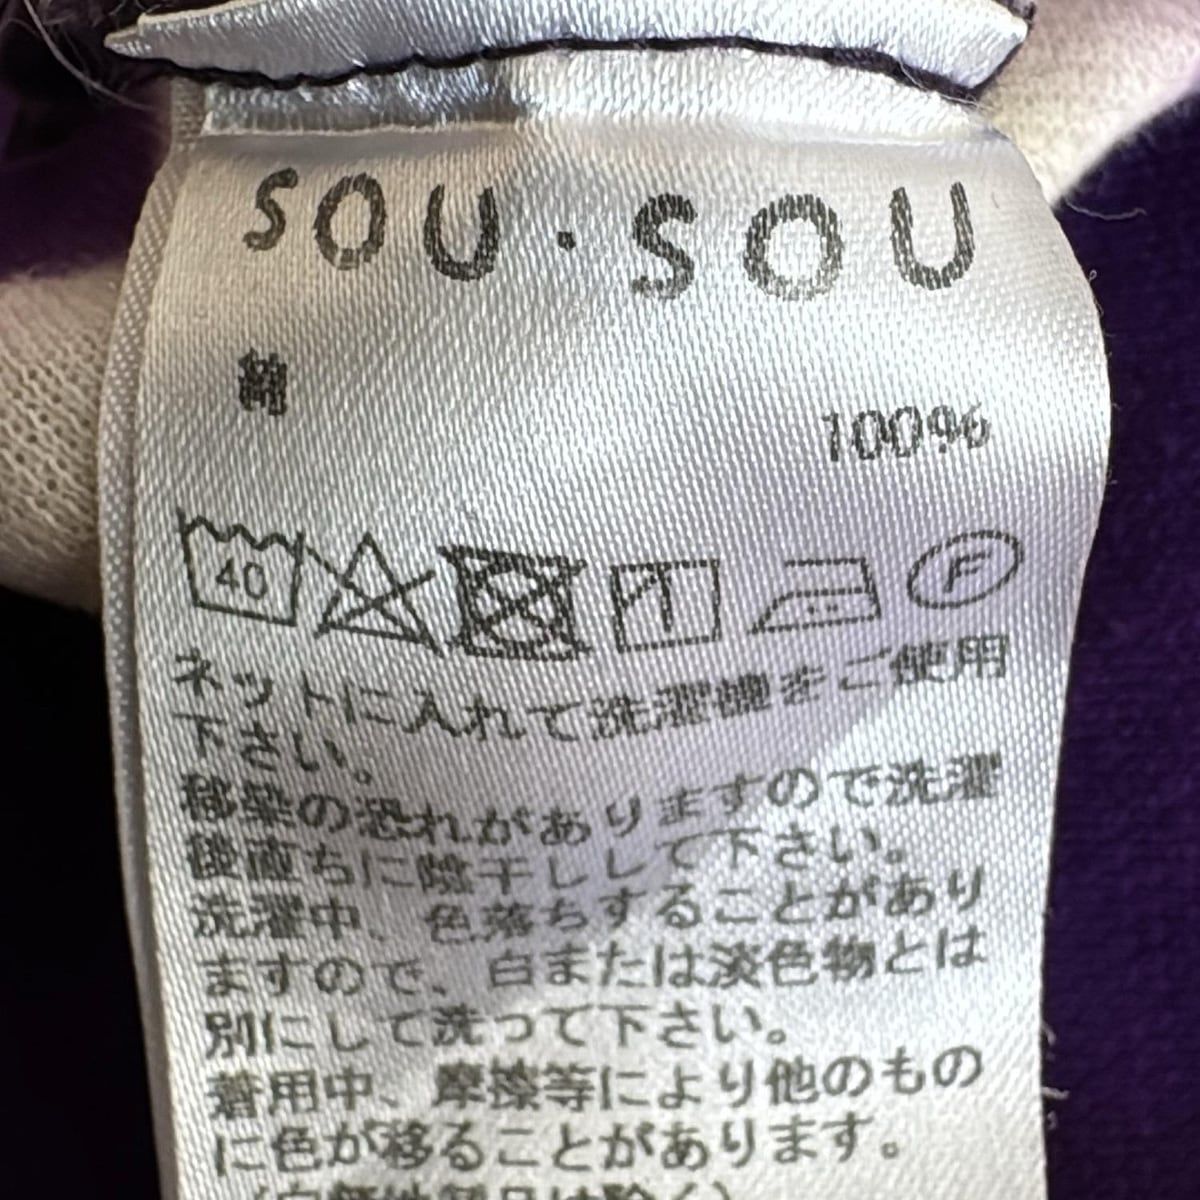 SOU・SOU
綿 100%
40 F
ネットに入れて洗濯機をご使用
下さい。
移染の恐れがありますので洗濯
後直ちに陰干しして下さい。
洗濯中、色落ちすることがあり
ますので、白または淡色物とは
別にして洗って下さい。
着用中、摩擦等により他のもの
に色が移ることがあります。